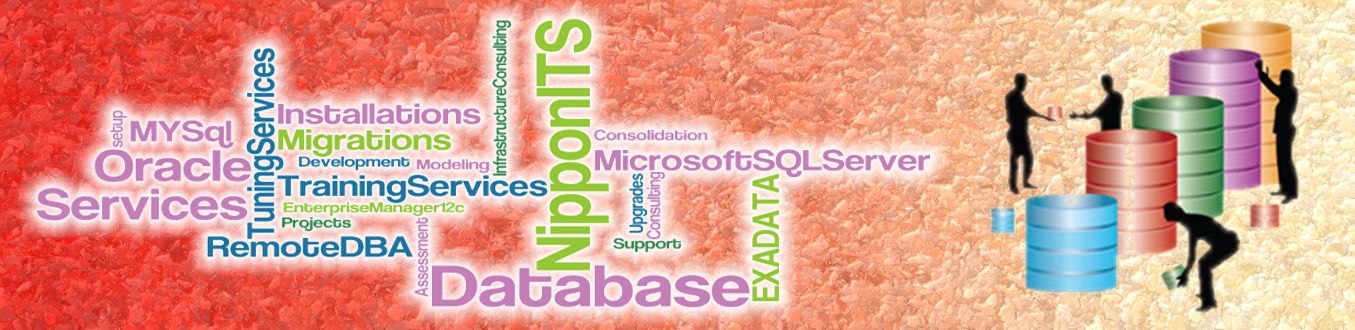 setup
MYSql
Oracle
Services
TuningServices
Installations
Migrations
Development
Modeling
TrainingServices
EnterpriseManager12c
Projects
RemoteDBA
Assessment
InfrastructureConsulting
NipponITS
Database
Consolidation
MicrosoftSQLServer
Upgrades
Consulting
Support
EXADATA